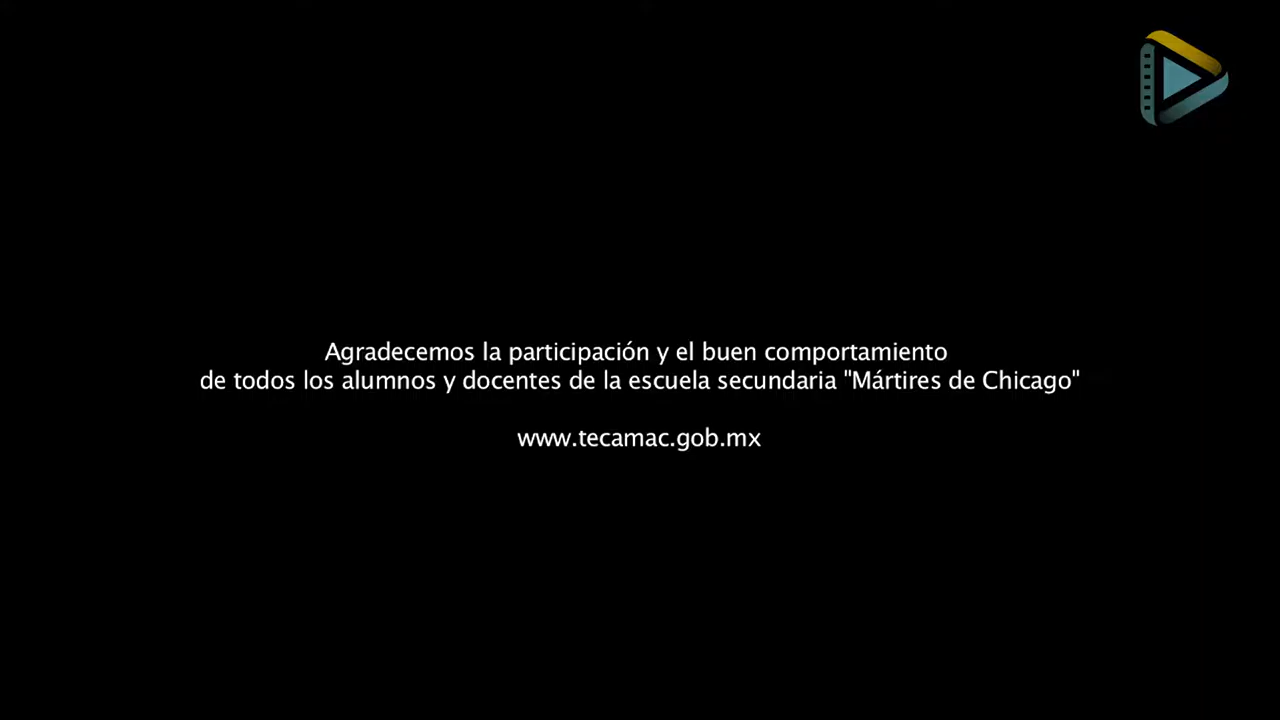 Agradecemos la participación y el buen comportamiento
de todos los alumnos y docentes de la escuela secundaria "Mártires de Chicago"
www.tecamac.gob.mx